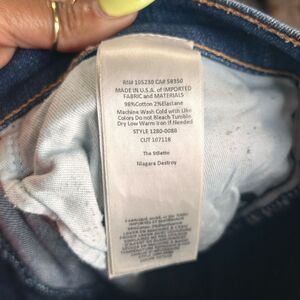 RN# 105230 CA# 58350
MADE IN U.S.A. of IMPORTED
FABRIC and MATERIALS
98%Cotton 2%Elastane
Machine Wash Cold with Like
Colors Do not Bleach Tumble
Dry Low Warm Iron if Needed
STYLE 1280-0088
CUT 107118
The Stiletto
Niagara Destroy